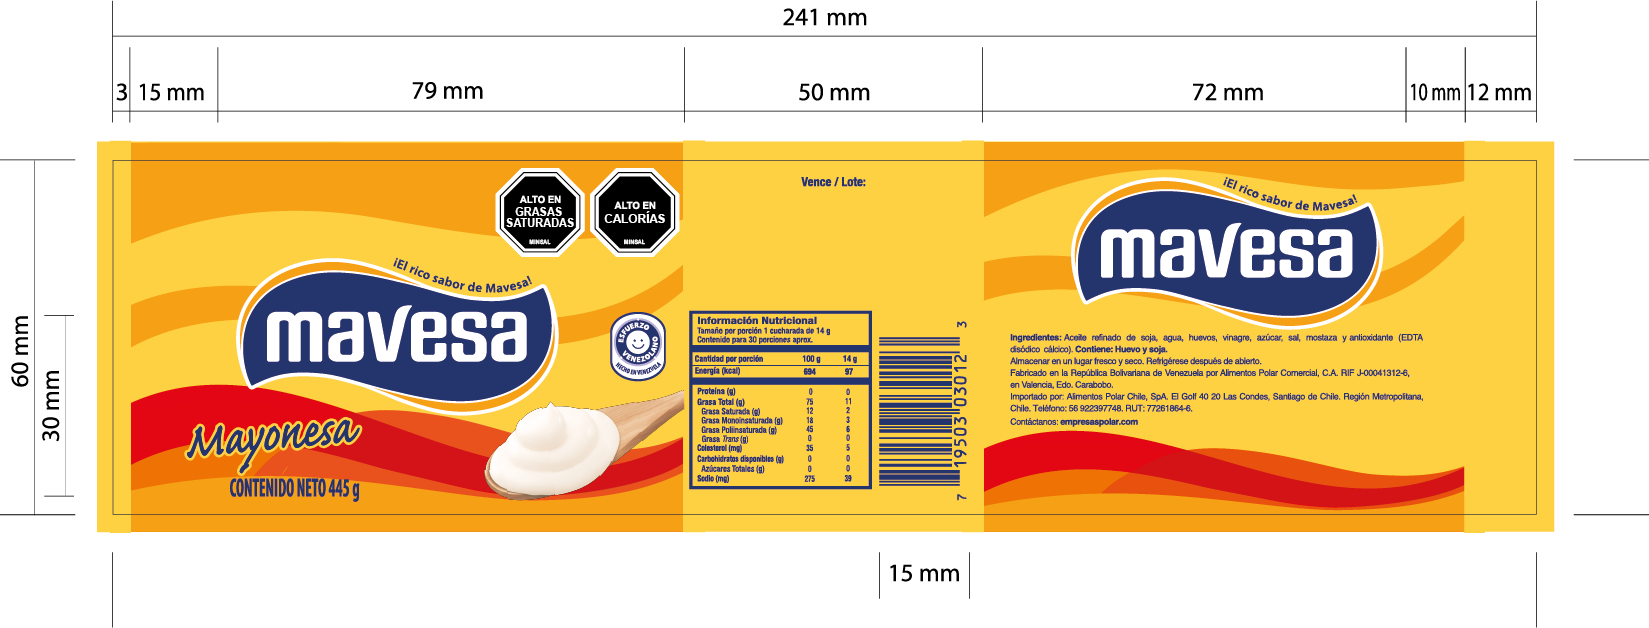 241 mm
3
15 mm
79 mm
50 mm
72 mm
10 mm
12 mm
60 mm
30 mm
ALTO EN
GRASAS
SATURADAS
MINSAL
ALTO EN
CALORÍAS
MINSAL
¡El rico sabor de Mavesa!
mavesa
ESFUERZO
VENEZOLANO
HECHO EN VENEZUELA
Mayonesa
CONTENIDO NETO 445 g
Vence / Lote:
Información Nutricional
Tamaño por porción 1 cucharada de 14 g
Contenido para 30 porciones aprox.
Cantidad por porción 100 g 14 g
Energía (kcal) 694 97
Proteína (g) 0 0
Grasa Total (g) 75 11
Grasa Saturada (g) 12 2
Grasa Monoinsaturada (g) 18 3
Grasa Poliinsaturada (g) 45 6
Grasa Trans (g) 0 0
Colesterol (mg) 35 5
Carbohidratos disponibles (g) 0 0
Azúcares Totales (g) 0 0
Sodio (mg) 275 39
7 19503 03012 3
15 mm
¡El rico sabor de Mavesa!
mavesa
Ingredientes: Aceite refinado de soja, agua, huevos, vinagre, azúcar, sal, mostaza y antioxidante (EDTA
disódico cálcico). Contiene: Huevo y soja.
Almacenar en un lugar fresco y seco. Refrigérese después de abierto.
Fabricado en la República Bolivariana de Venezuela por Alimentos Polar Comercial, C.A. RIF J-00041312-6,
en Valencia, Edo. Carabobo.
Importado por: Alimentos Polar Chile, SpA. El Golf 40 20 Las Condes, Santiago de Chile. Región Metropolitana,
Chile. Teléfono: 56 922397748. RUT: 77261864-6.
Contáctanos: empresaspolar.com